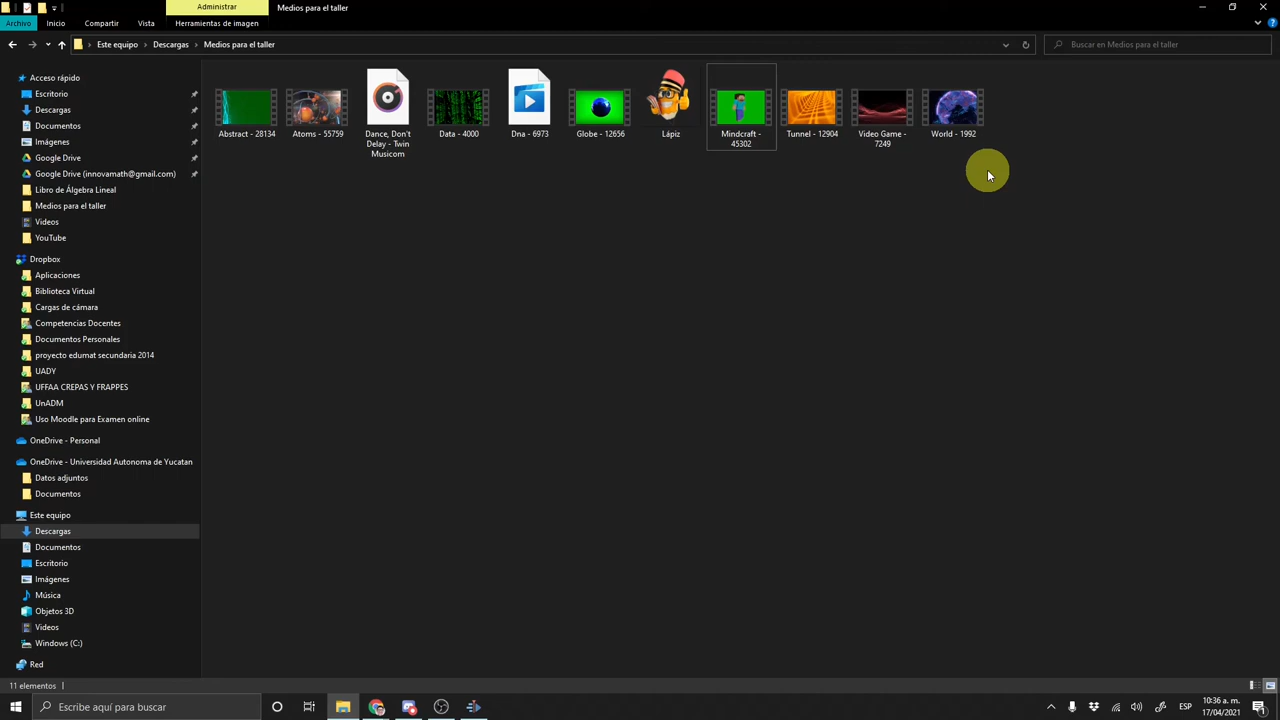 Administrar
Medios para el taller
Archivo
Inicio
Compartir
Vista
Herramientas de imagen
Este equipo
Descargas
Medios para el taller
Buscar en Medios para el taller
Acceso rápido
Escritorio
Descargas
Documentos
Imágenes
Google Drive
Google Drive (innovamath@gmail.com)
Libro de Álgebra Lineal
Medios para el taller
Videos
YouTube
Dropbox
Aplicaciones
Biblioteca Virtual
Cargas de cámara
Competencias Docentes
Documentos Personales
proyecto edumat secundaria 2014
UADY
UFFAA CREPAS Y FRAPPES
UnADM
Uso Moodle para Examen online
OneDrive - Personal
OneDrive - Universidad Autonoma de Yucatan
Datos adjuntos
Documentos
Este equipo
Descargas
Documentos
Escritorio
Imágenes
Música
Objetos 3D
Videos
Windows (C:)
Red
Abstract - 28134
Atoms - 55759
Dance, Don't
Delay - Twin
Musicom
Data - 4000
Dna - 6973
Globe - 12656
Lápiz
Mindcraft -
45302
Tunnel - 12904
Video Game -
7249
World - 1992
11 elementos
Escribe aquí para buscar
ESP
10:36 a. m.
17/04/2021
1